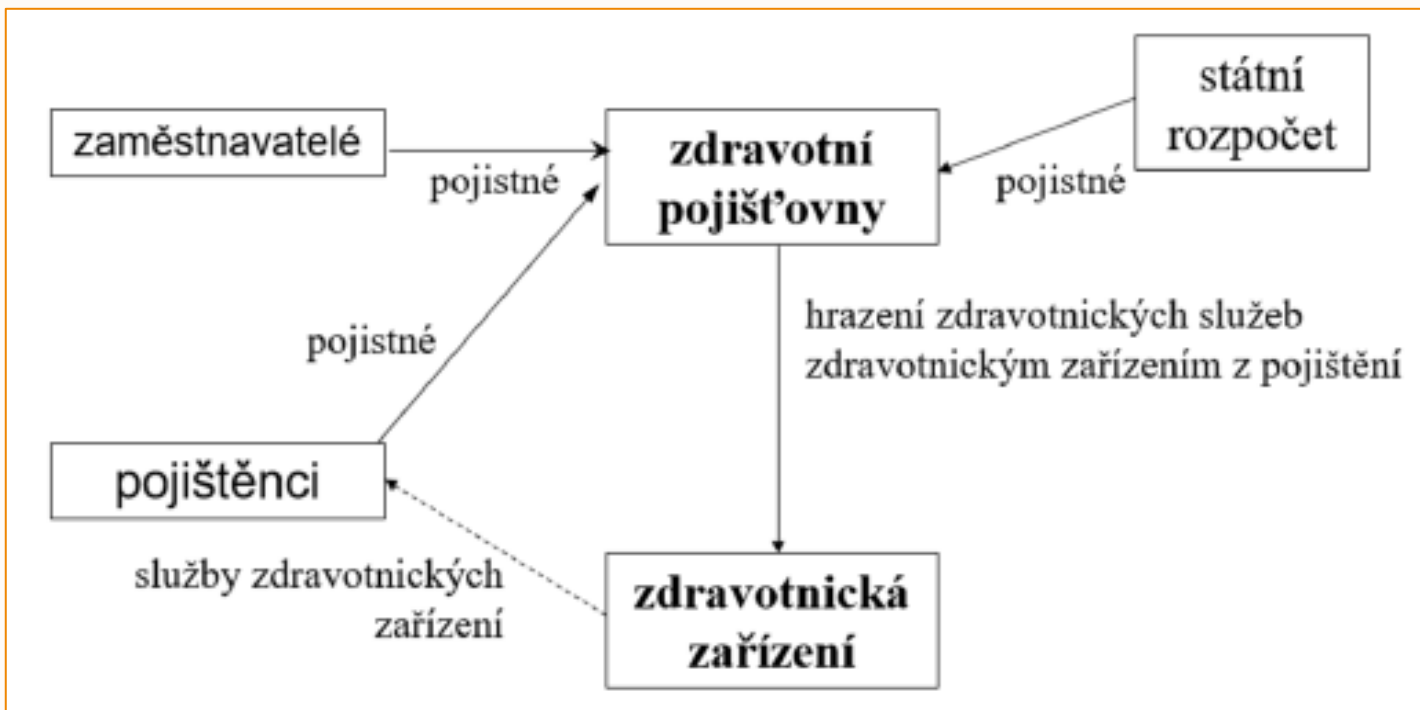 státní
rozpočet
zaměstnavatelé
zdravotní
pojišťovny
pojistné
pojistné
hrazení zdravotnických služeb
zdravotnickým zařízením z pojištění
pojistné
pojištěnci
služby zdravotnických
zařízení
zdravotnická
zařízení